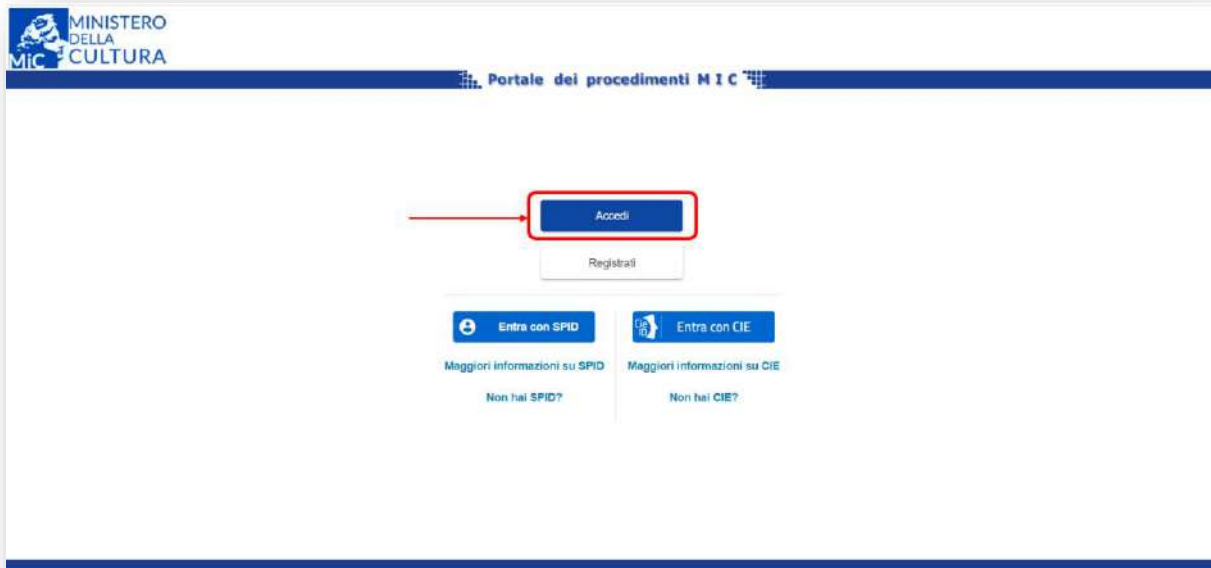 MINISTERO
DELLA
CULTURA
MiC
Portale dei procedimenti M I C
Accedi
Registrati
Entra con SPID
Entra con CIE
Maggiori informazioni su SPID
Maggiori informazioni su CIE
Non hai SPID?
Non hai CIE?